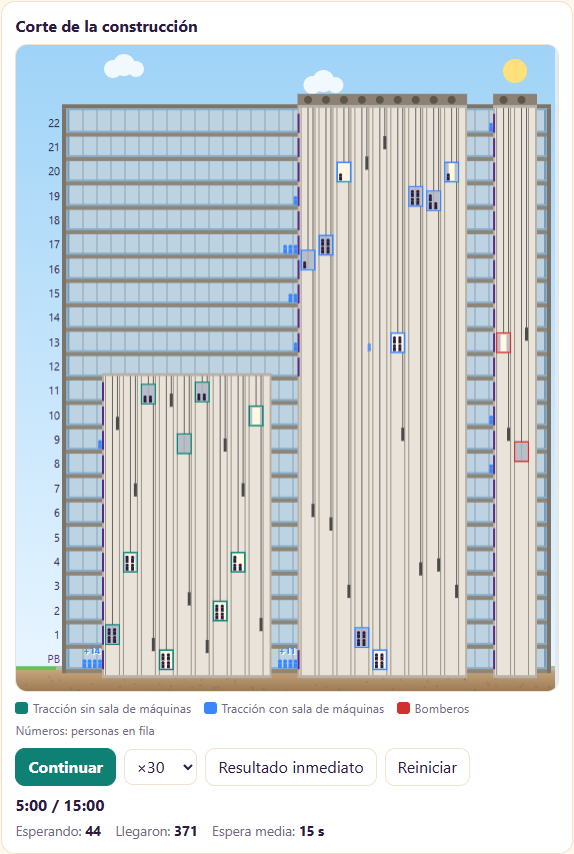 Corte de la construcción
22
21
20
19
18
17
16
15
14
13
12
11
10
9
8
7
6
5
4
3
2
1
PB
+14
+11
Tracción sin sala de máquinas
Tracción con sala de máquinas
Bomberos
Números: personas en fila
Continuar
×30
Resultado inmediato
Reiniciar
5:00 / 15:00
Esperando: 44 Llegaron: 371 Espera media: 15 s